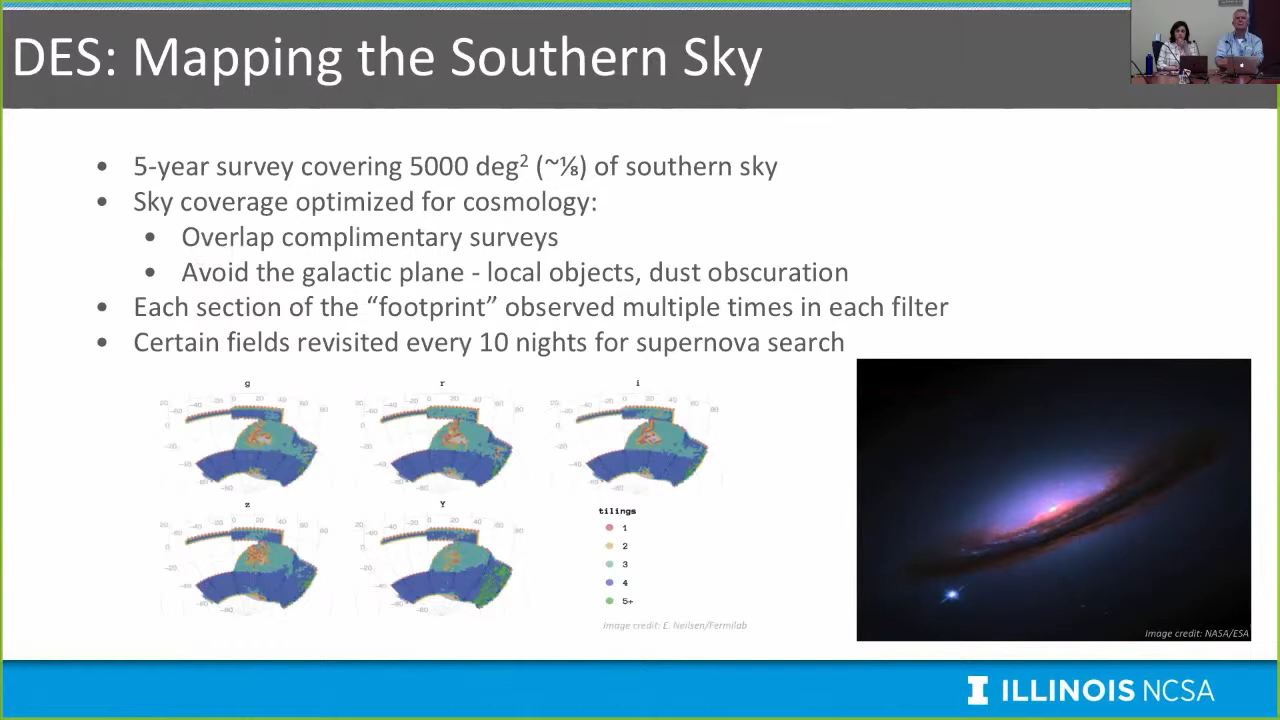 DES: Mapping the Southern Sky
• 5-year survey covering 5000 deg² (~⅛) of southern sky
• Sky coverage optimized for cosmology:
• Overlap complimentary surveys
• Avoid the galactic plane - local objects, dust obscuration
• Each section of the “footprint” observed multiple times in each filter
• Certain fields revisited every 10 nights for supernova search
g
r
i
z
Y
tilings
1
2
3
4
5+
Image credit: E. Neilsen/Fermilab
Image credit: NASA/ESA
ILLINOIS NCSA